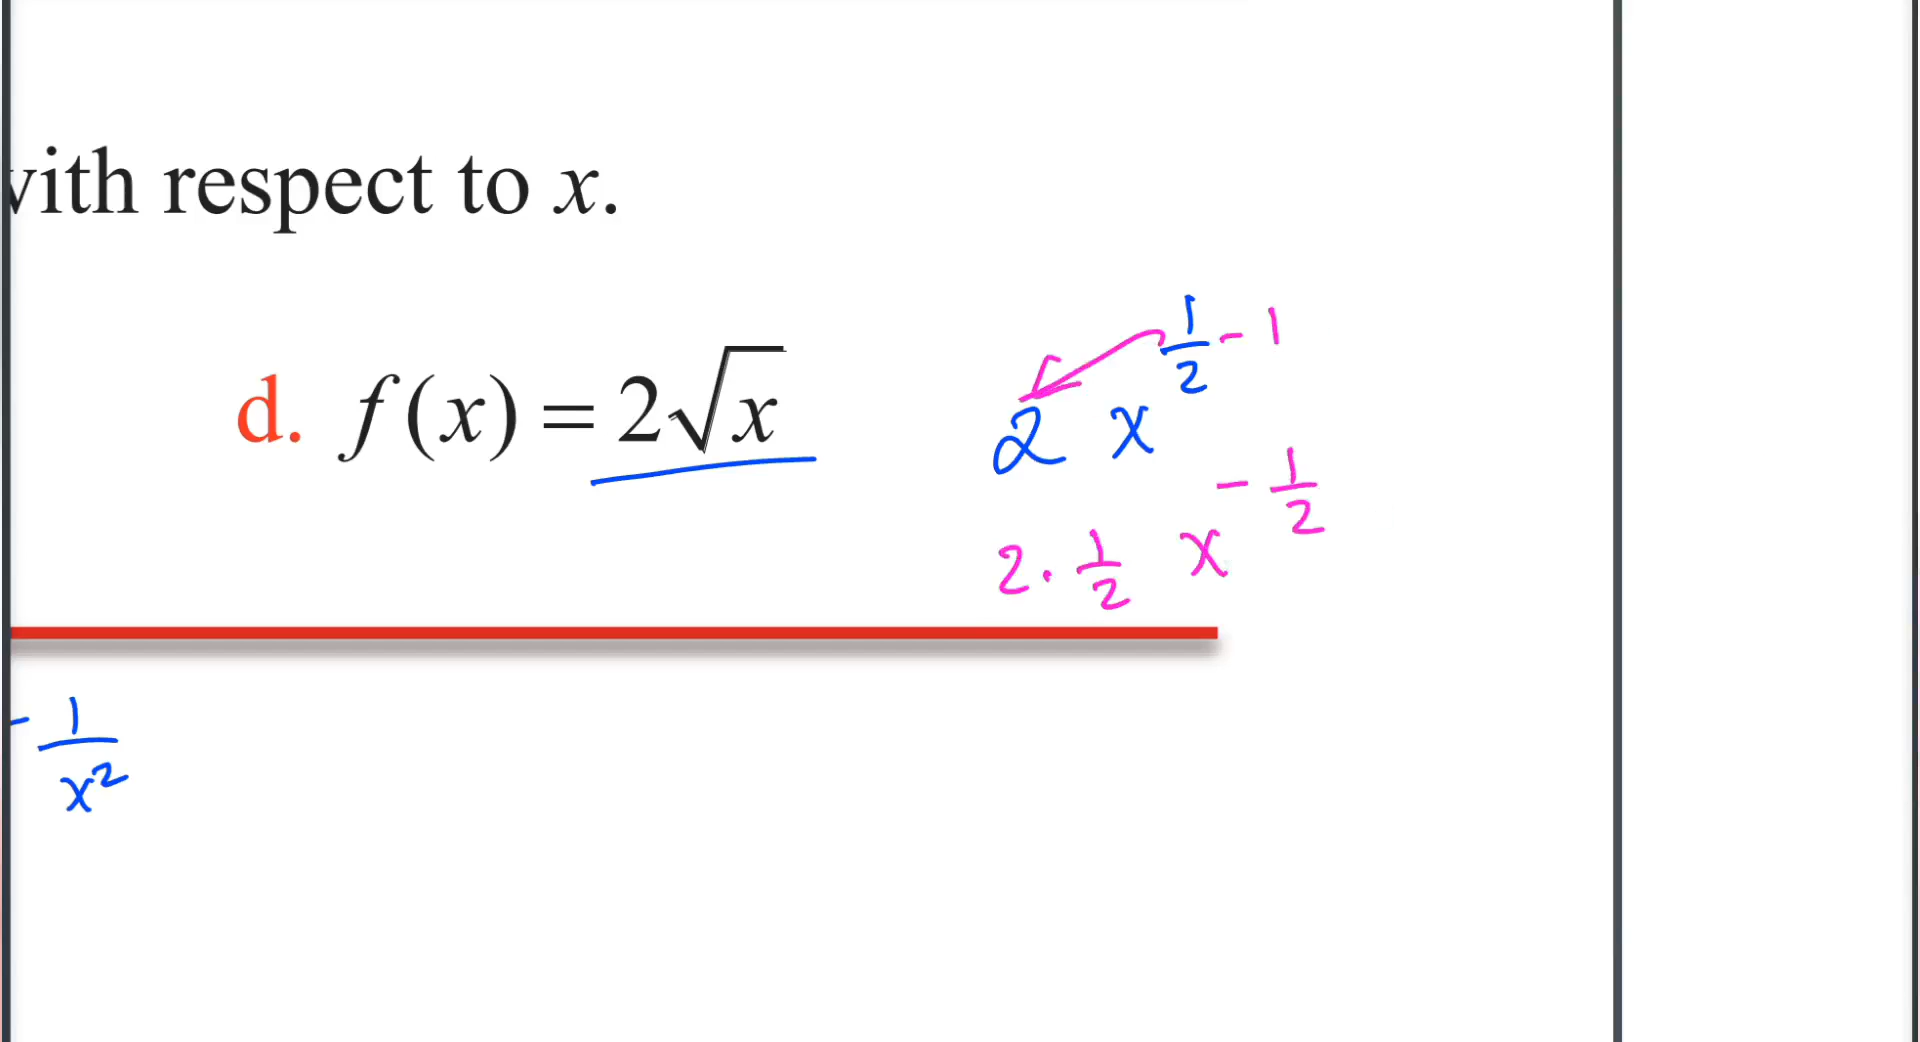 with respect to x.
d. f(x) = 2√x
2 x^(1/2 - 1)
2 · 1/2 x^(- 1/2)
- 1/x²